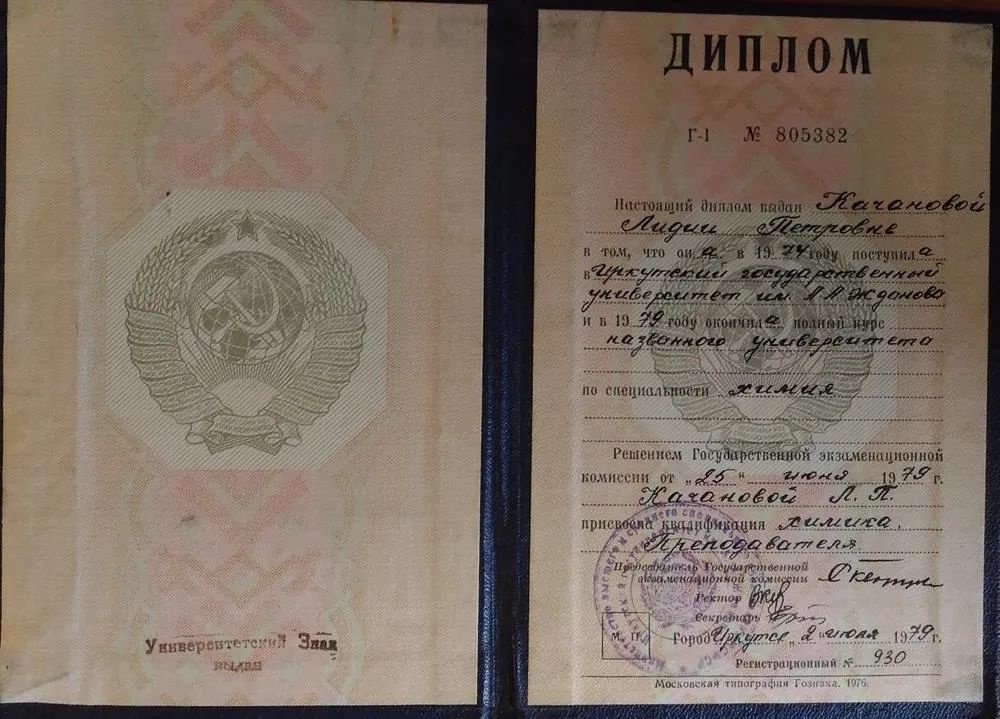 Университетский Знак
выдан
ДИПЛОМ
Г-I № 805382
Настоящий диплом выдан Качановой
Лидии Петровне
в том, что он а в 1974 году поступил а
в Иркутский государственный
университет им. А А Жданова
и в 1979 году окончил а полный курс
названного университета
по специальности химия
Решением Государственной экзаменационной
комиссии от „25“ июня 1979 г.
Качановой Л. П.
присвоена квалификация химика.
Преподавателя.
Председатель Государственной
экзаменационной комиссии
Ректор
Секретарь
М. П.
Город Иркутск „2“ июля 1979 г.
Регистрационный № 930
Московская типография Гознака. 1976.